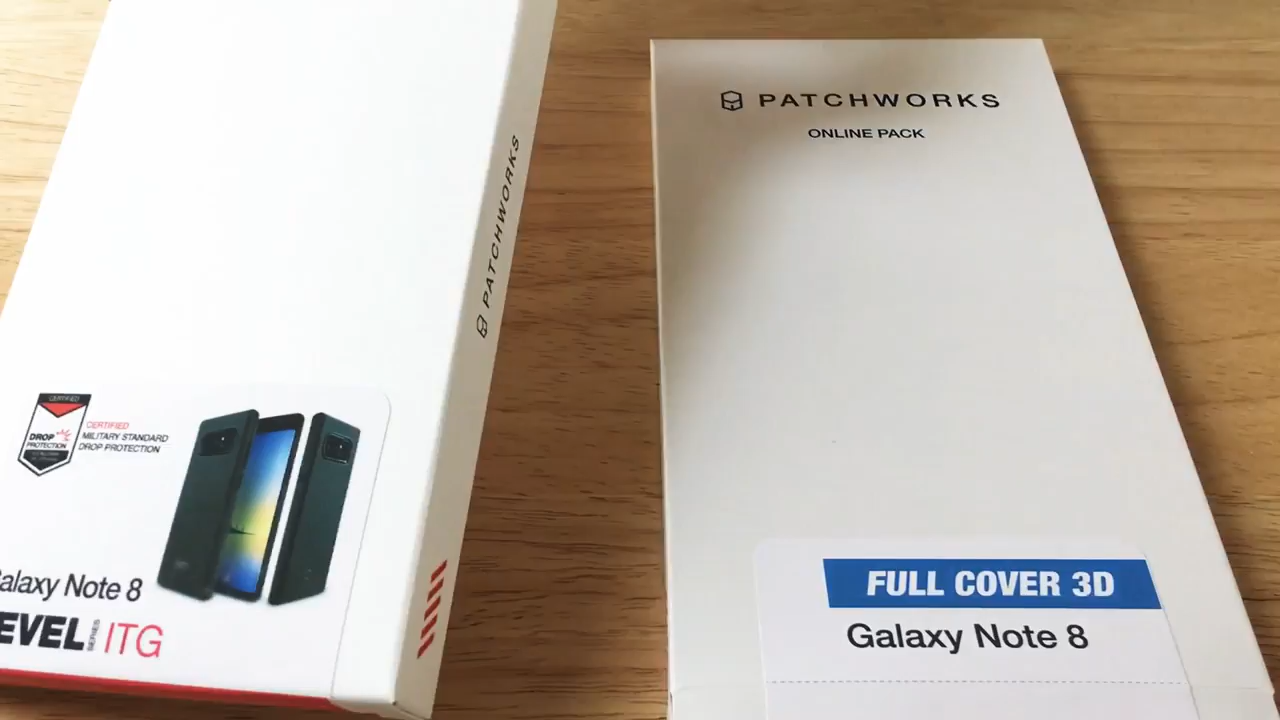 PATCHWORKS
CERTIFIED
DROP
PROTECTION
CERTIFIED
MILITARY STANDARD
DROP PROTECTION
alaxy Note 8
EVEL SERIES ITG
PATCHWORKS
ONLINE PACK
FULL COVER 3D
Galaxy Note 8